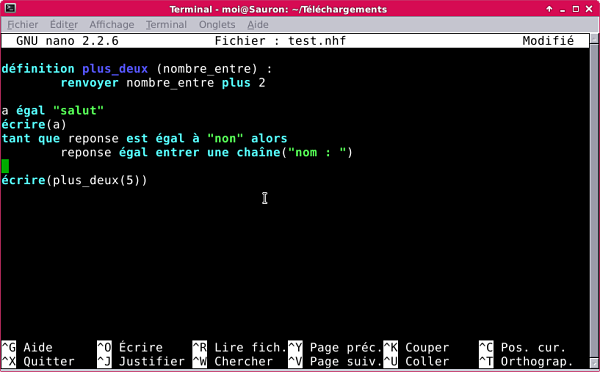 Terminal - moi@Sauron: ~/Téléchargements
Fichier Éditer Affichage Terminal Onglets Aide
GNU nano 2.2.6 Fichier : test.nhf Modifié
définition plus_deux (nombre_entre) :
renvoyer nombre_entre plus 2
a égal "salut"
écrire(a)
tant que reponse est égal à "non" alors
reponse égal entrer une chaîne("nom : ")
écrire(plus_deux(5))
^G Aide ^O Écrire ^R Lire fich. ^Y Page préc. ^K Couper ^C Pos. cur.
^X Quitter ^J Justifier ^W Chercher ^V Page suiv. ^U Coller ^T Orthograp.